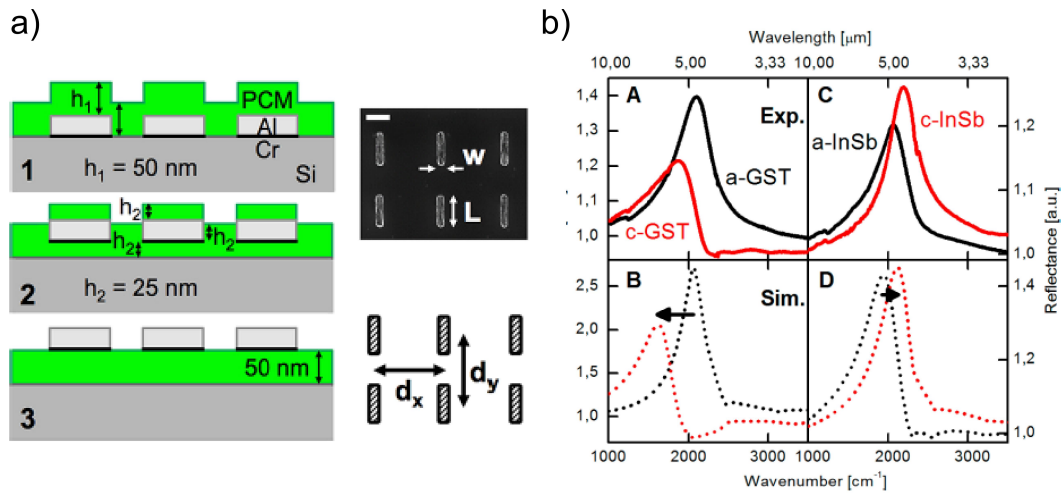 a)
h₁
PCM
Al
Cr
1
h₁ = 50 nm
Si
h₂
h₂
h₂
2
h₂ = 25 nm
50 nm
3
w
L
dₓ
d_y
b)
Wavelength [µm]
10,00 5,00 3,33 10,00 5,00 3,33
1,4
1,3
1,2
1,1
1,0
A
Exp.
a-GST
c-GST
C
c-InSb
a-InSb
1,2
1,1
1,0
B
Sim.
2,0
1,5
1,0
D
1,4
1,2
1,0
Reflectance [a.u.]
1000 2000 3000 1000 2000 3000
Wavenumber [cm⁻¹]